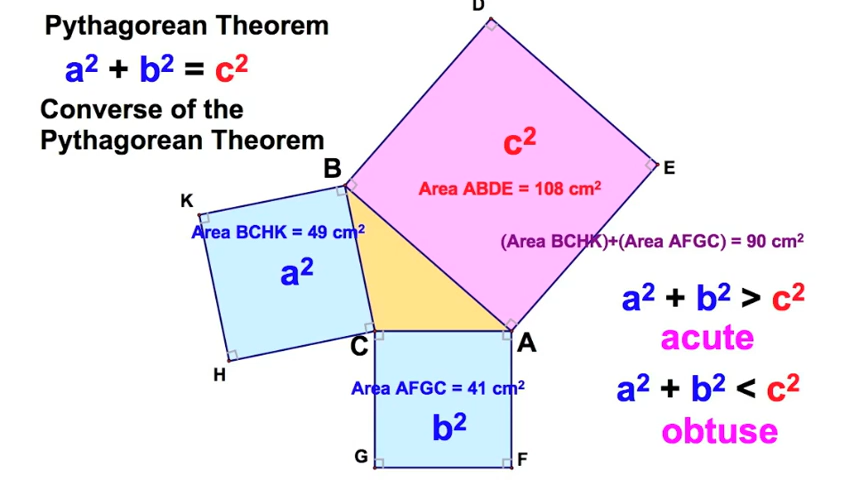 D
Pythagorean Theorem
a² + b² = c²
Converse of the
Pythagorean Theorem
c²
B
E
Area ABDE = 108 cm²
K
Area BCHK = 49 cm²
(Area BCHK)+(Area AFGC) = 90 cm²
a²
a² + b² > c²
acute
C
A
H
Area AFGC = 41 cm²
a² + b² < c²
b²
obtuse
G
F